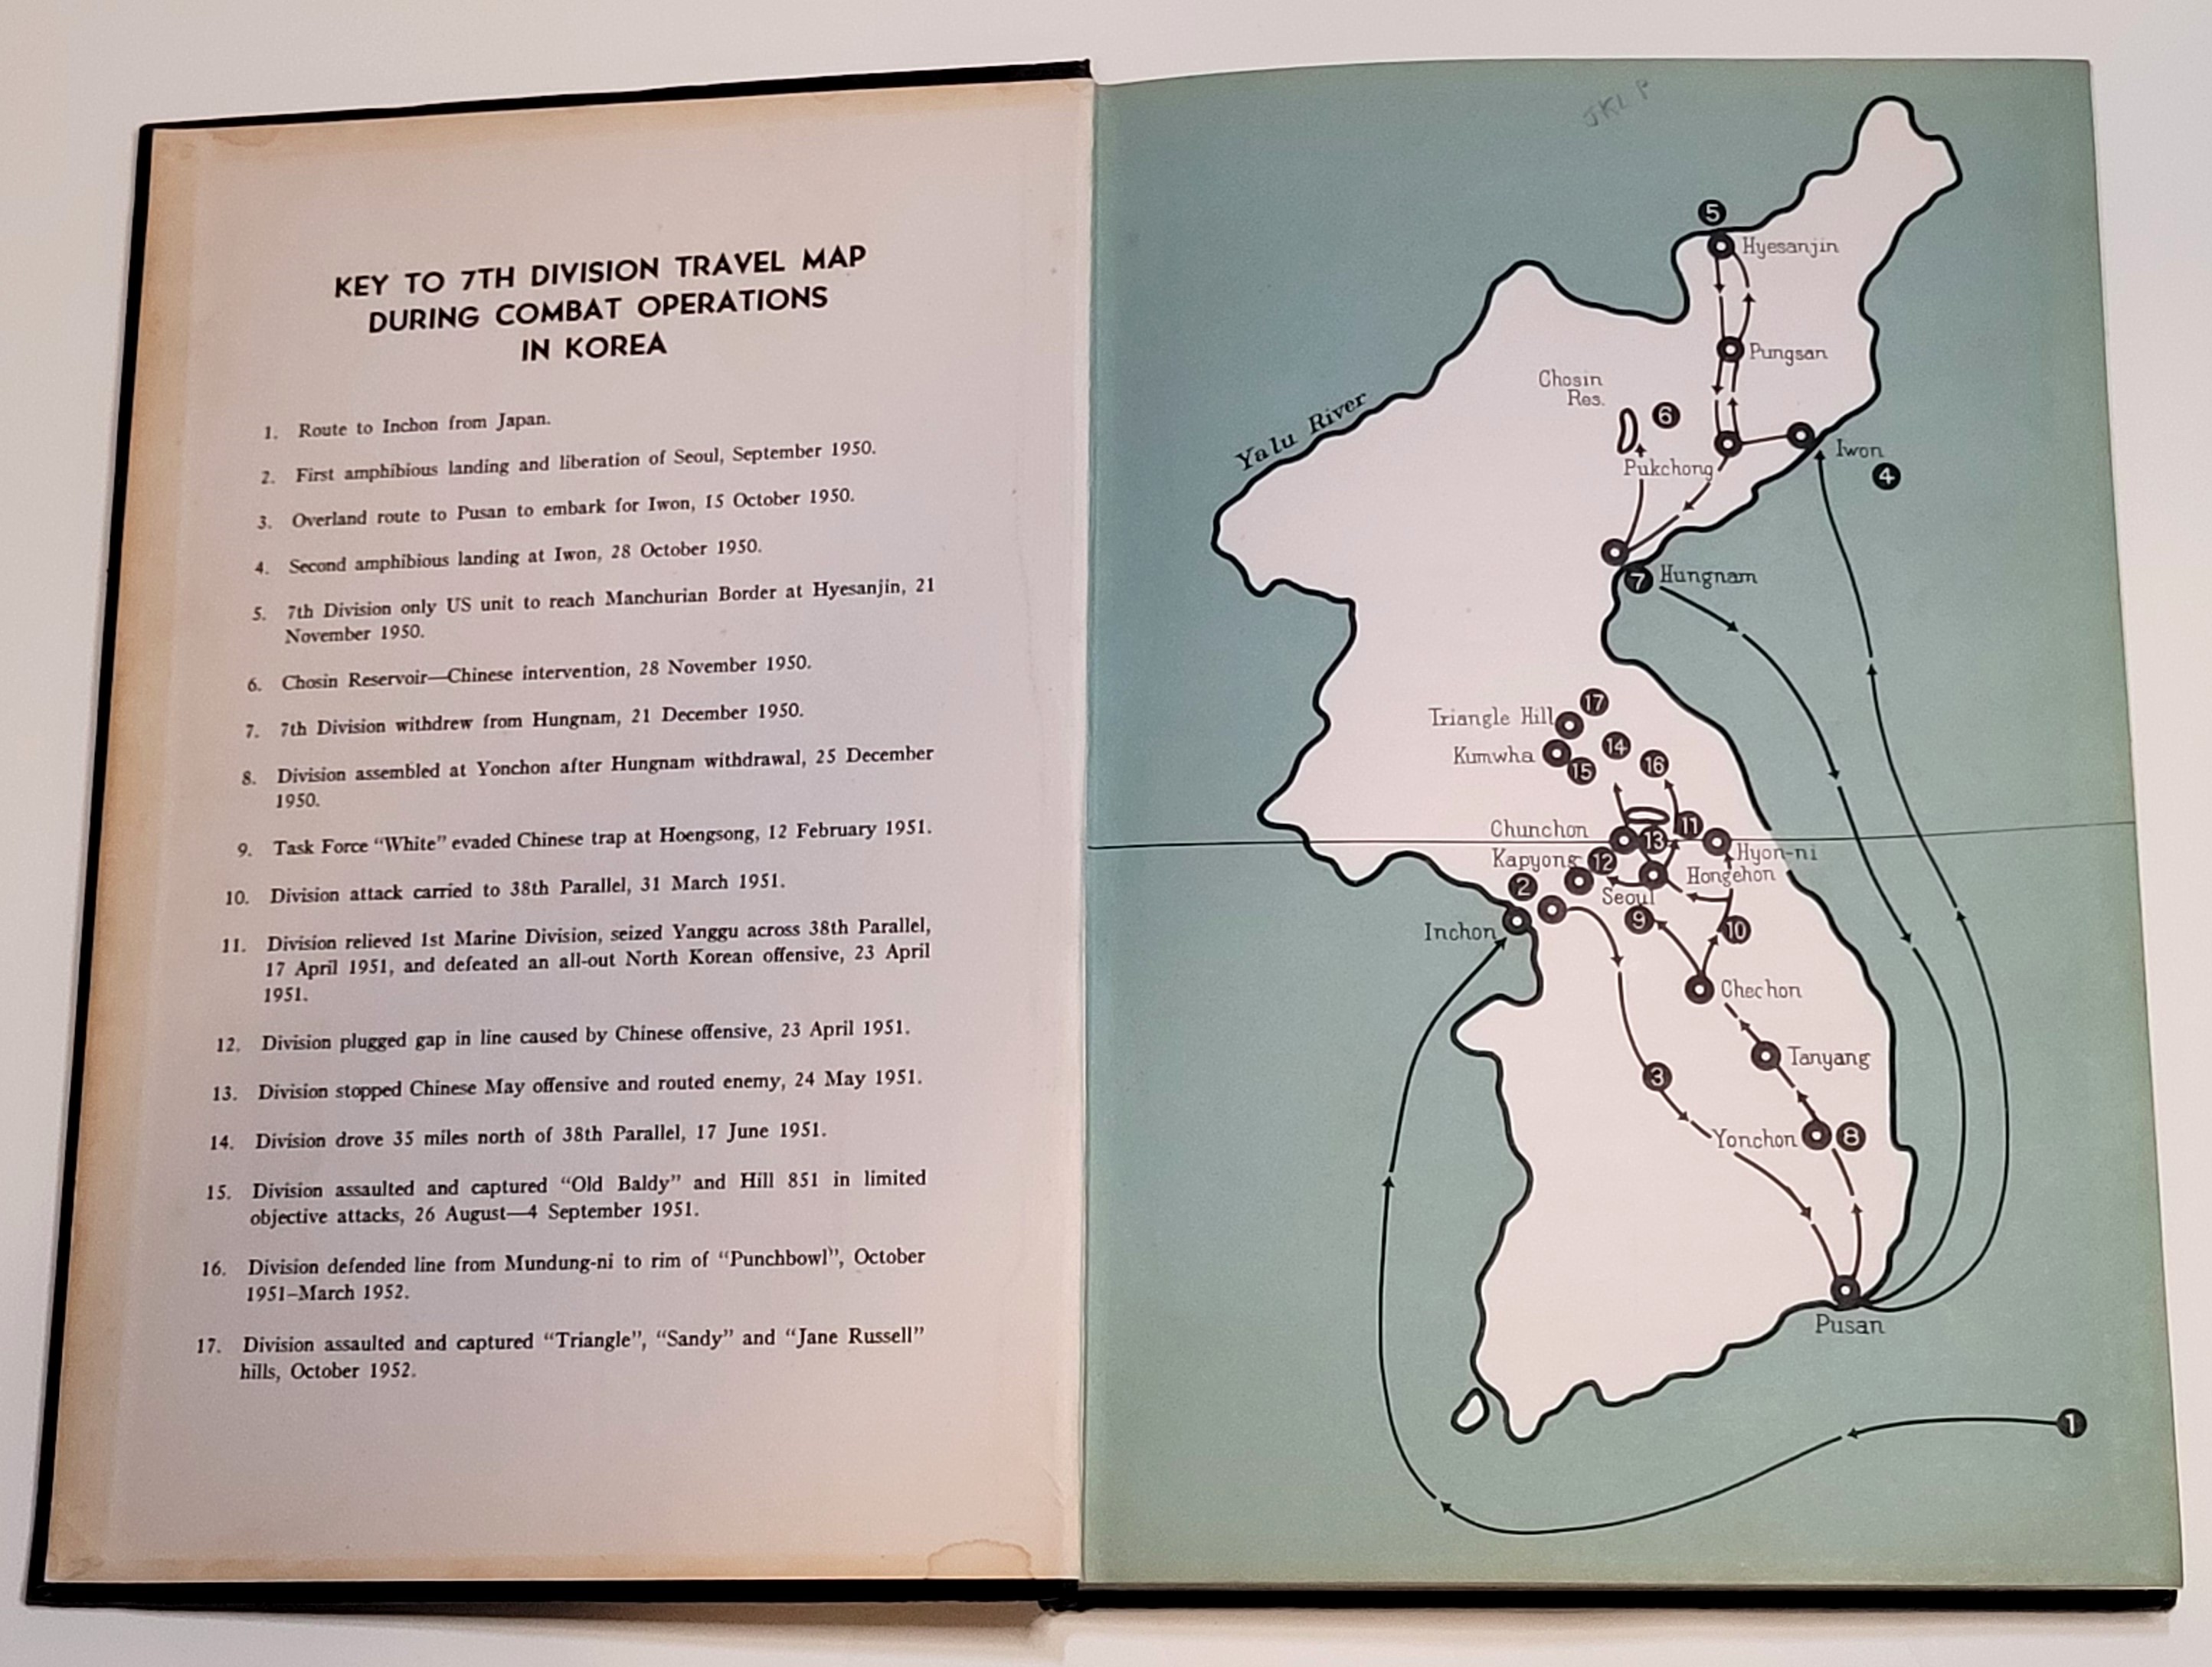 KEY TO 7TH DIVISION TRAVEL MAP
DURING COMBAT OPERATIONS
IN KOREA
1. Route to Inchon from Japan.
2. First amphibious landing and liberation of Seoul, September 1950.
3. Overland route to Pusan to embark for Iwon, 15 October 1950.
4. Second amphibious landing at Iwon, 28 October 1950.
5. 7th Division only US unit to reach Manchurian Border at Hyesanjin, 21
November 1950.
6. Chosin Reservoir—Chinese intervention, 28 November 1950.
7. 7th Division withdrew from Hungnam, 21 December 1950.
8. Division assembled at Yonchon after Hungnam withdrawal, 25 December
1950.
9. Task Force “White” evaded Chinese trap at Hoengsong, 12 February 1951.
10. Division attack carried to 38th Parallel, 31 March 1951.
11. Division relieved 1st Marine Division, seized Yanggu across 38th Parallel,
17 April 1951, and defeated an all-out North Korean offensive, 23 April
1951.
12. Division plugged gap in line caused by Chinese offensive, 23 April 1951.
13. Division stopped Chinese May offensive and routed enemy, 24 May 1951.
14. Division drove 35 miles north of 38th Parallel, 17 June 1951.
15. Division assaulted and captured “Old Baldy” and Hill 851 in limited
objective attacks, 26 August—4 September 1951.
16. Division defended line from Mundung-ni to rim of “Punchbowl”, October
1951–March 1952.
17. Division assaulted and captured “Triangle”, “Sandy” and “Jane Russell”
hills, October 1952.
5
Hyesanjin
Pungsan
Chosin
Res.
6
Yalu River
Iwon
4
Pukchong
7
Hungnam
17
Triangle Hill
14
Kumwha
15
16
Chunchon
13
11
Hyon-ni
Kapyong
12
Hongehon
2
Seoul
9
10
Inchon
Chechon
Tanyang
3
Yonchon
8
Pusan
1